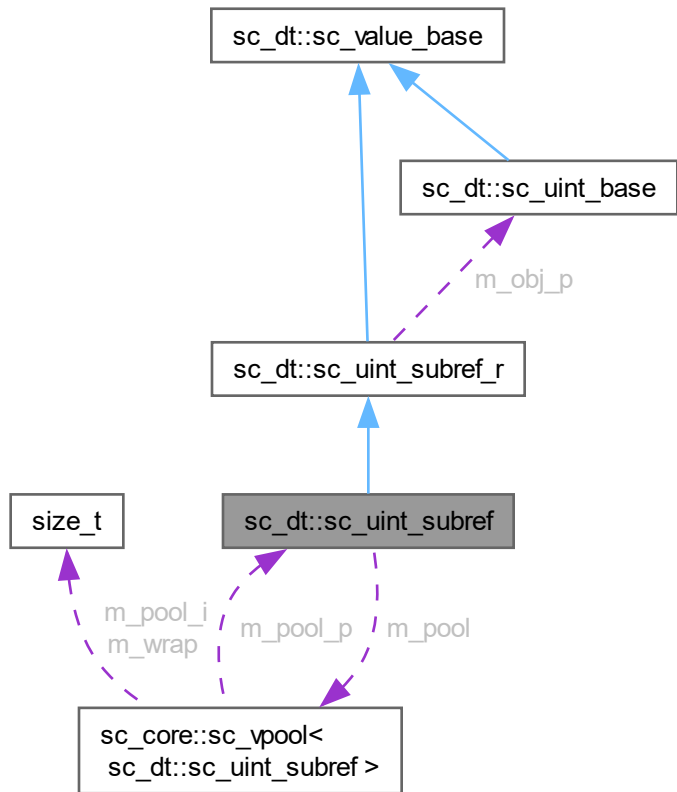 sc_dt::sc_value_base
sc_dt::sc_uint_base
m_obj_p
sc_dt::sc_uint_subref_r
size_t
sc_dt::sc_uint_subref
m_pool_i
m_wrap
m_pool_p
m_pool
sc_core::sc_vpool<
sc_dt::sc_uint_subref >